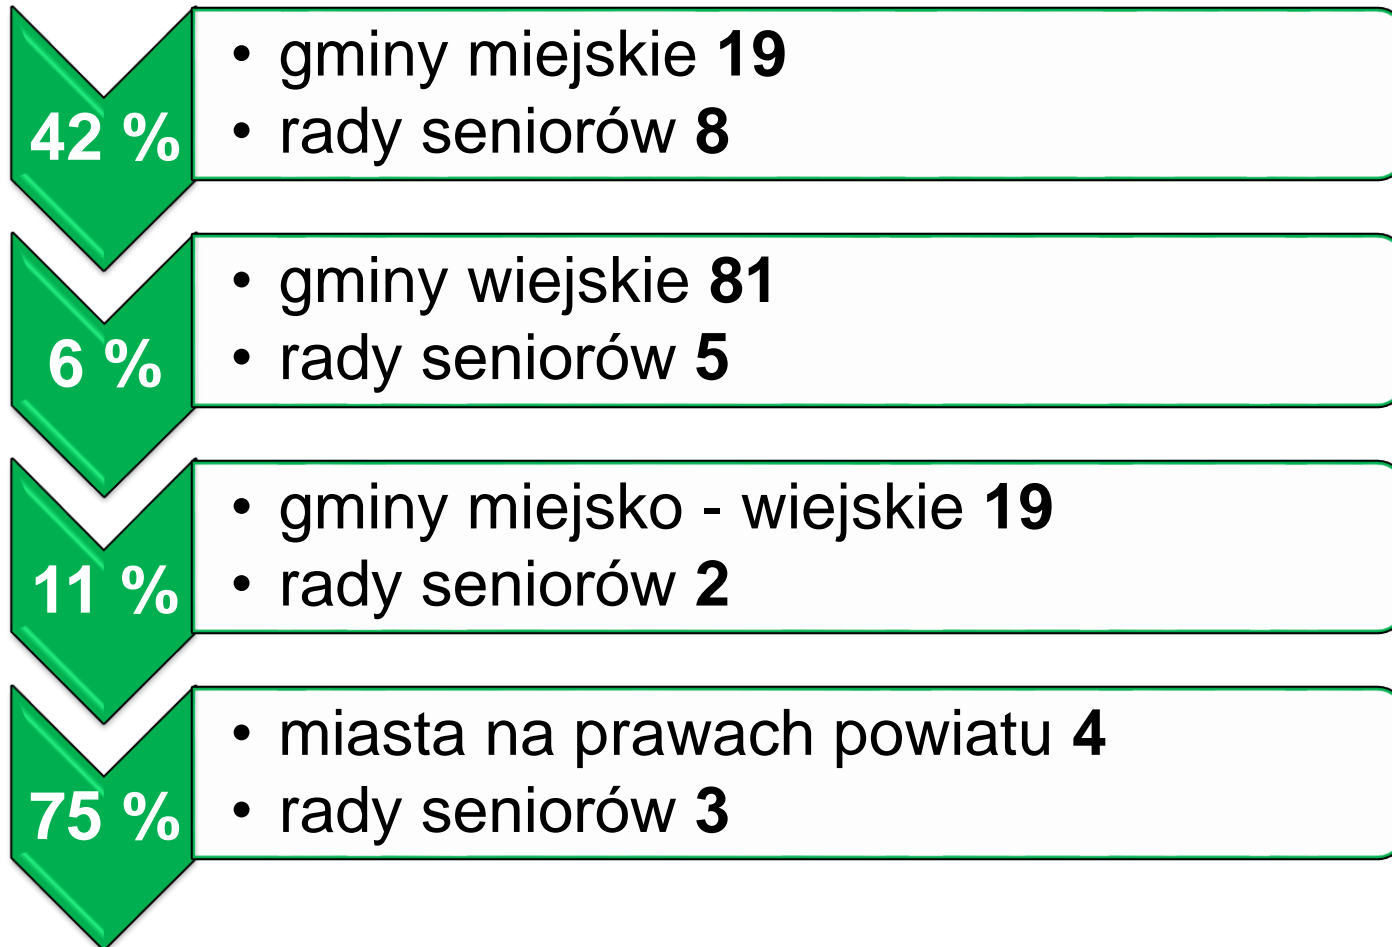 42 %
• gminy miejskie 19
• rady seniorów 8
6 %
• gminy wiejskie 81
• rady seniorów 5
11 %
• gminy miejsko - wiejskie 19
• rady seniorów 2
75 %
• miasta na prawach powiatu 4
• rady seniorów 3